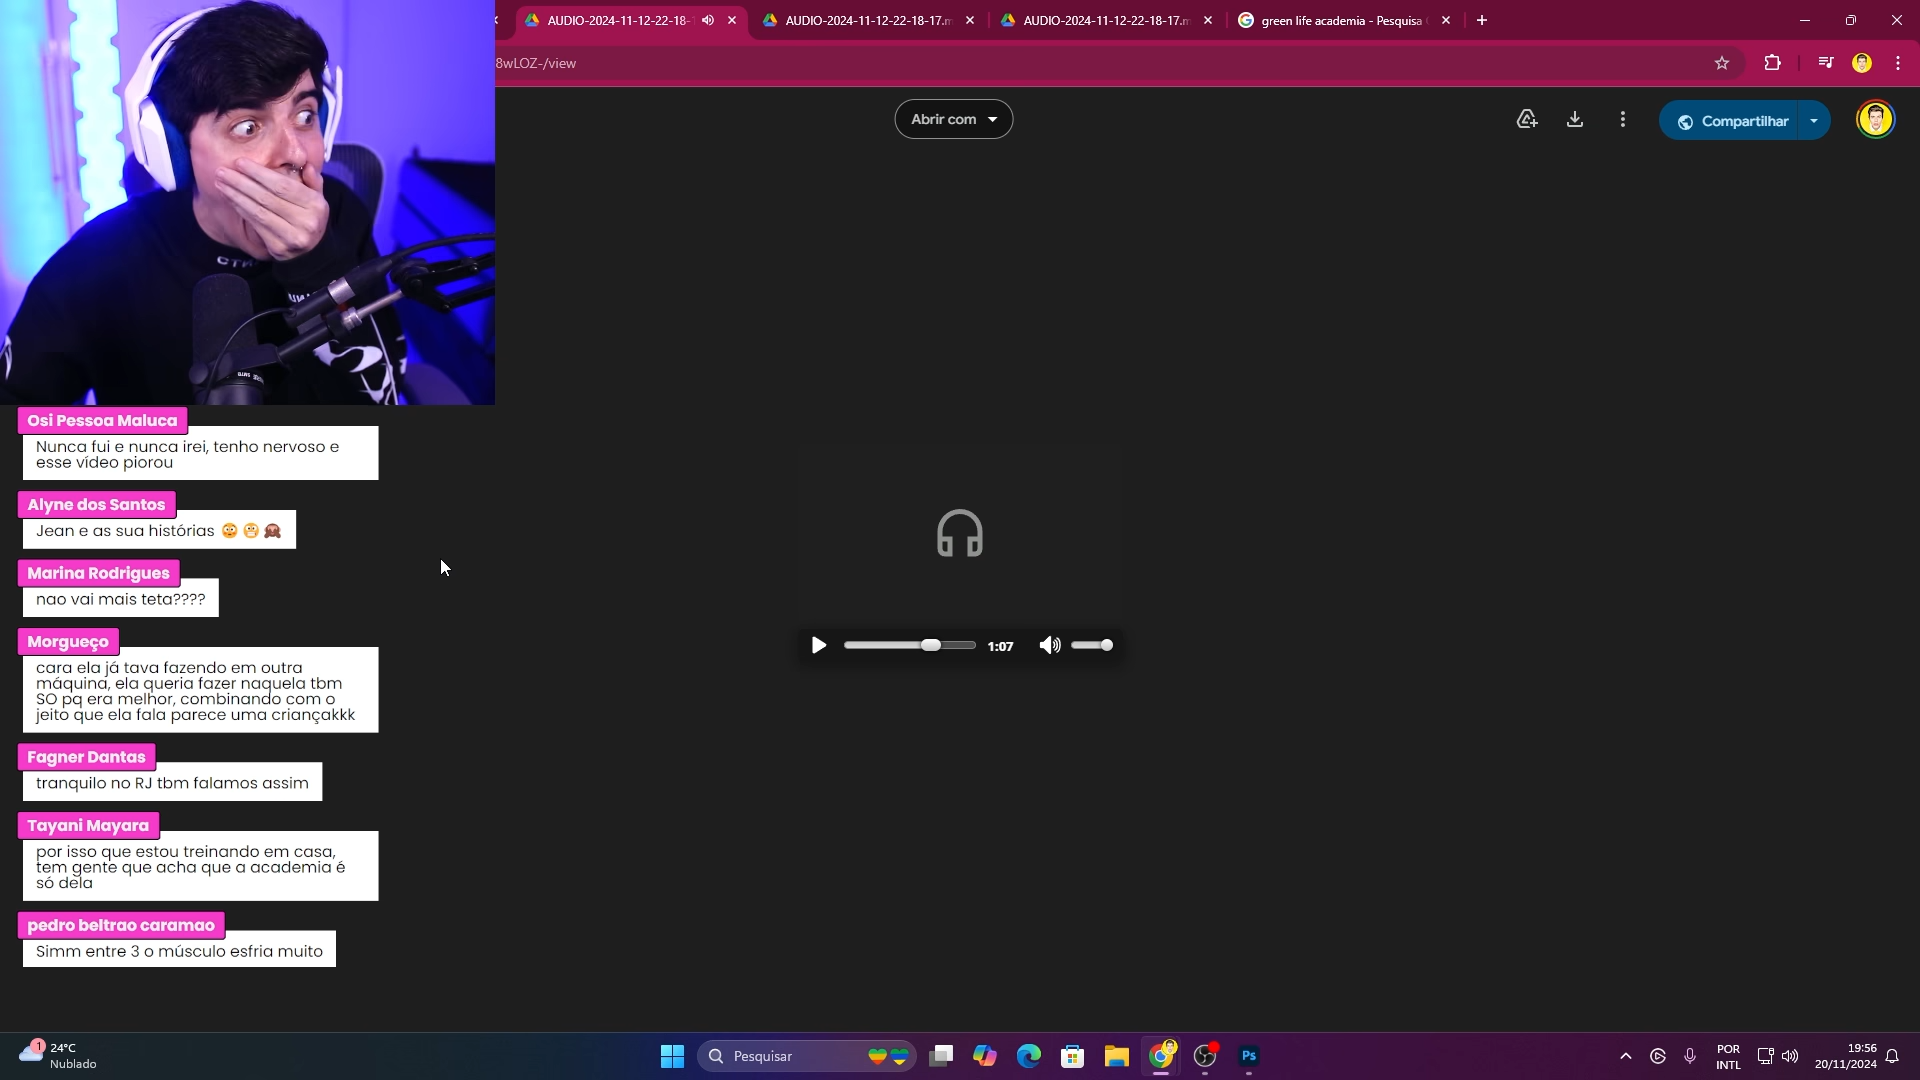 AUDIO-2024-11-12-22-18-1
AUDIO-2024-11-12-22-18-17.m
AUDIO-2024-11-12-22-18-17.m
green life academia - Pesquisa
8wLOZ-/view
Abrir com
Compartilhar
Osi Pessoa Maluca
Nunca fui e nunca irei, tenho nervoso e
esse vídeo piorou
Alyne dos Santos
Jean e as sua histórias
Marina Rodrigues
nao vai mais teta????
Morgueço
cara ela já tava fazendo em outra
máquina, ela queria fazer naquela tbm
SO pq era melhor, combinando com o
jeito que ela fala parece uma criançakkk
Fagner Dantas
tranquilo no RJ tbm falamos assim
Tayani Mayara
por isso que estou treinando em casa,
tem gente que acha que a academia é
só dela
pedro beltrao caramao
Simm entre 3 o músculo esfria muito
1:07
1
24°C
Nublado
Pesquisar
Ps
POR
INTL
19:56
20/11/2024